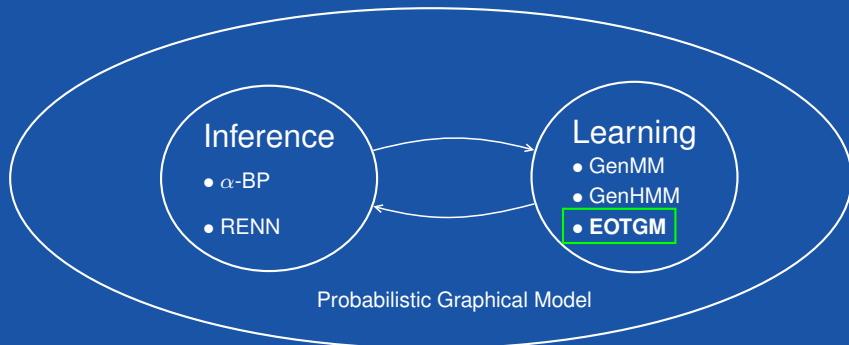 Inference
• α-BP
• RENN
Learning
• GenMM
• GenHMM
• EOTGM
Probabilistic Graphical Model